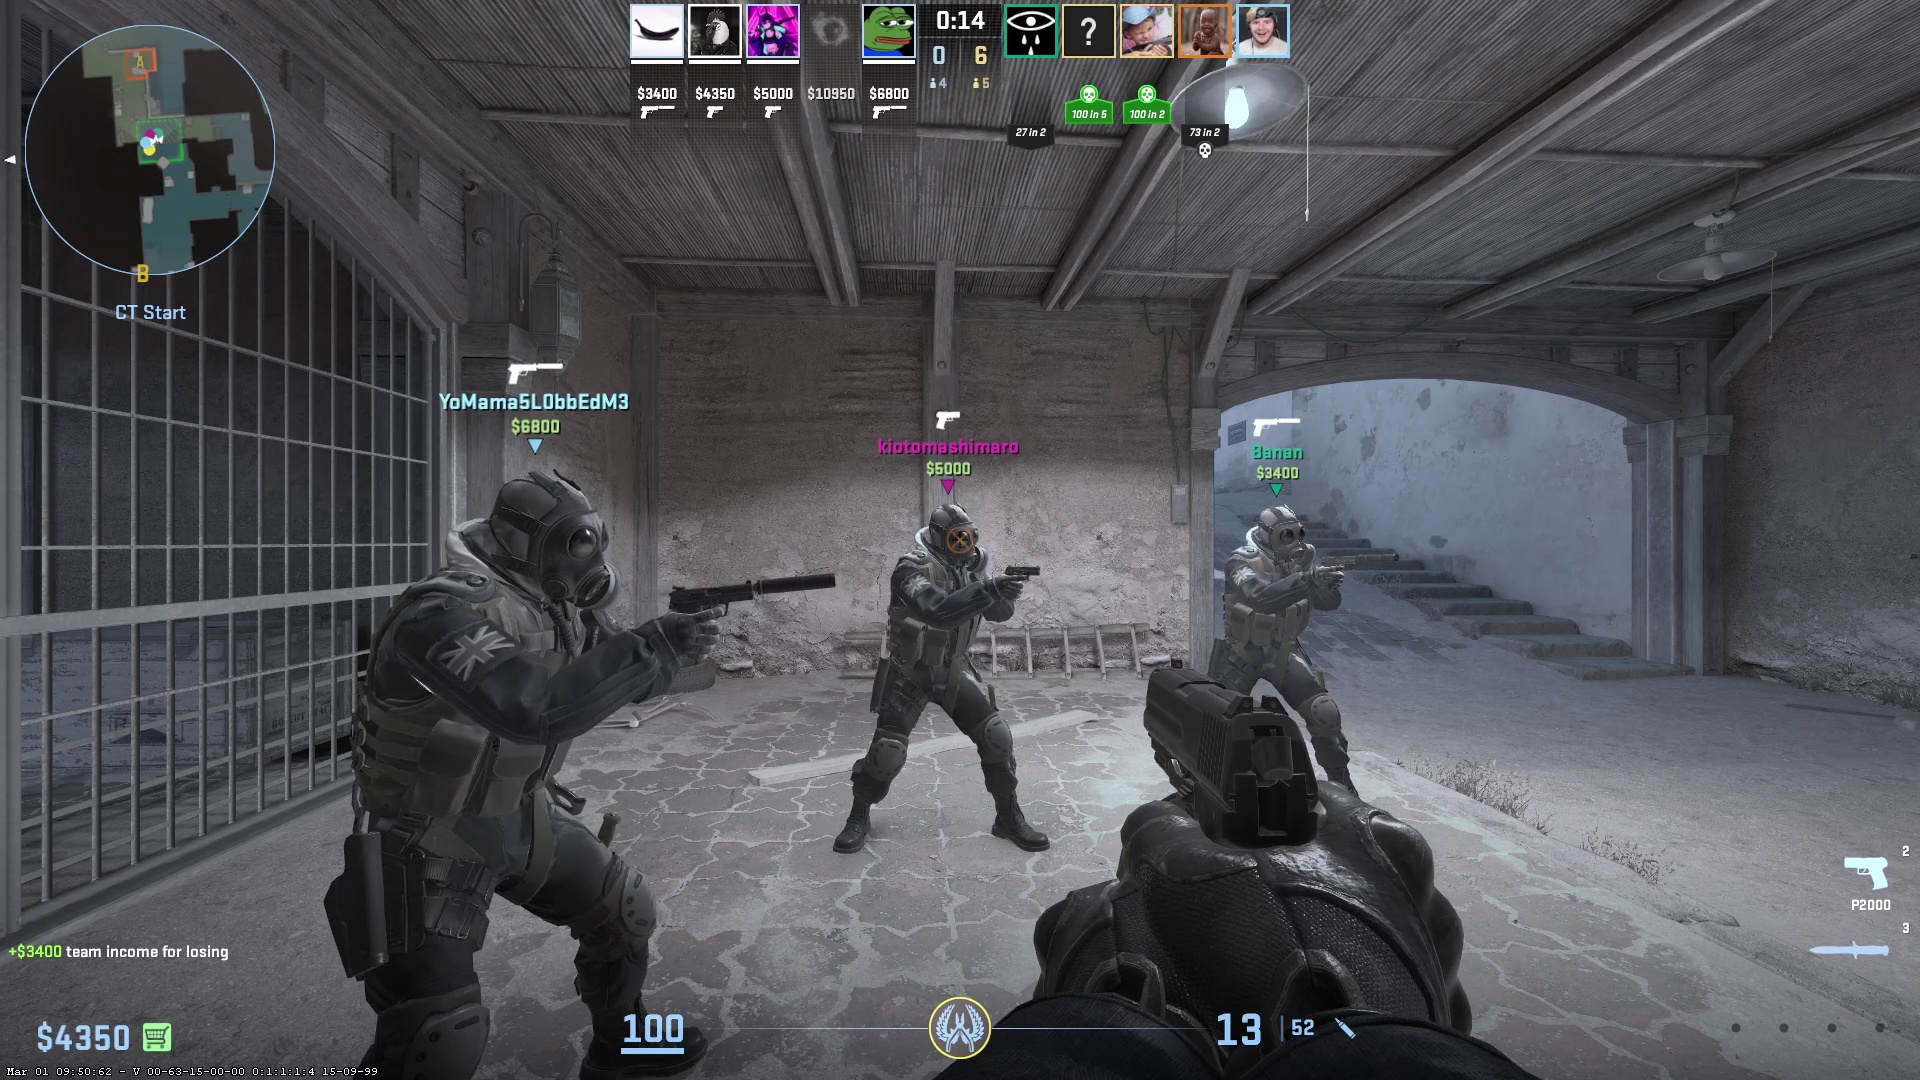 0:14
0 6
4 5
$3400 $4350 $5000 $10950 $6800
?
27 in 2
100 in 5
100 in 2
73 in 2
A
B
CT Start
YoMama5L0bbEdM3
$6800
kiotomashimaro
$5000
Banan
$3400
2
P2000
3
+$3400 team income for losing
$4350
100
13 | 52
Mar 01 09:50:62 - V 00-63-15-00-00 0:1:1:1:4 15-09-99